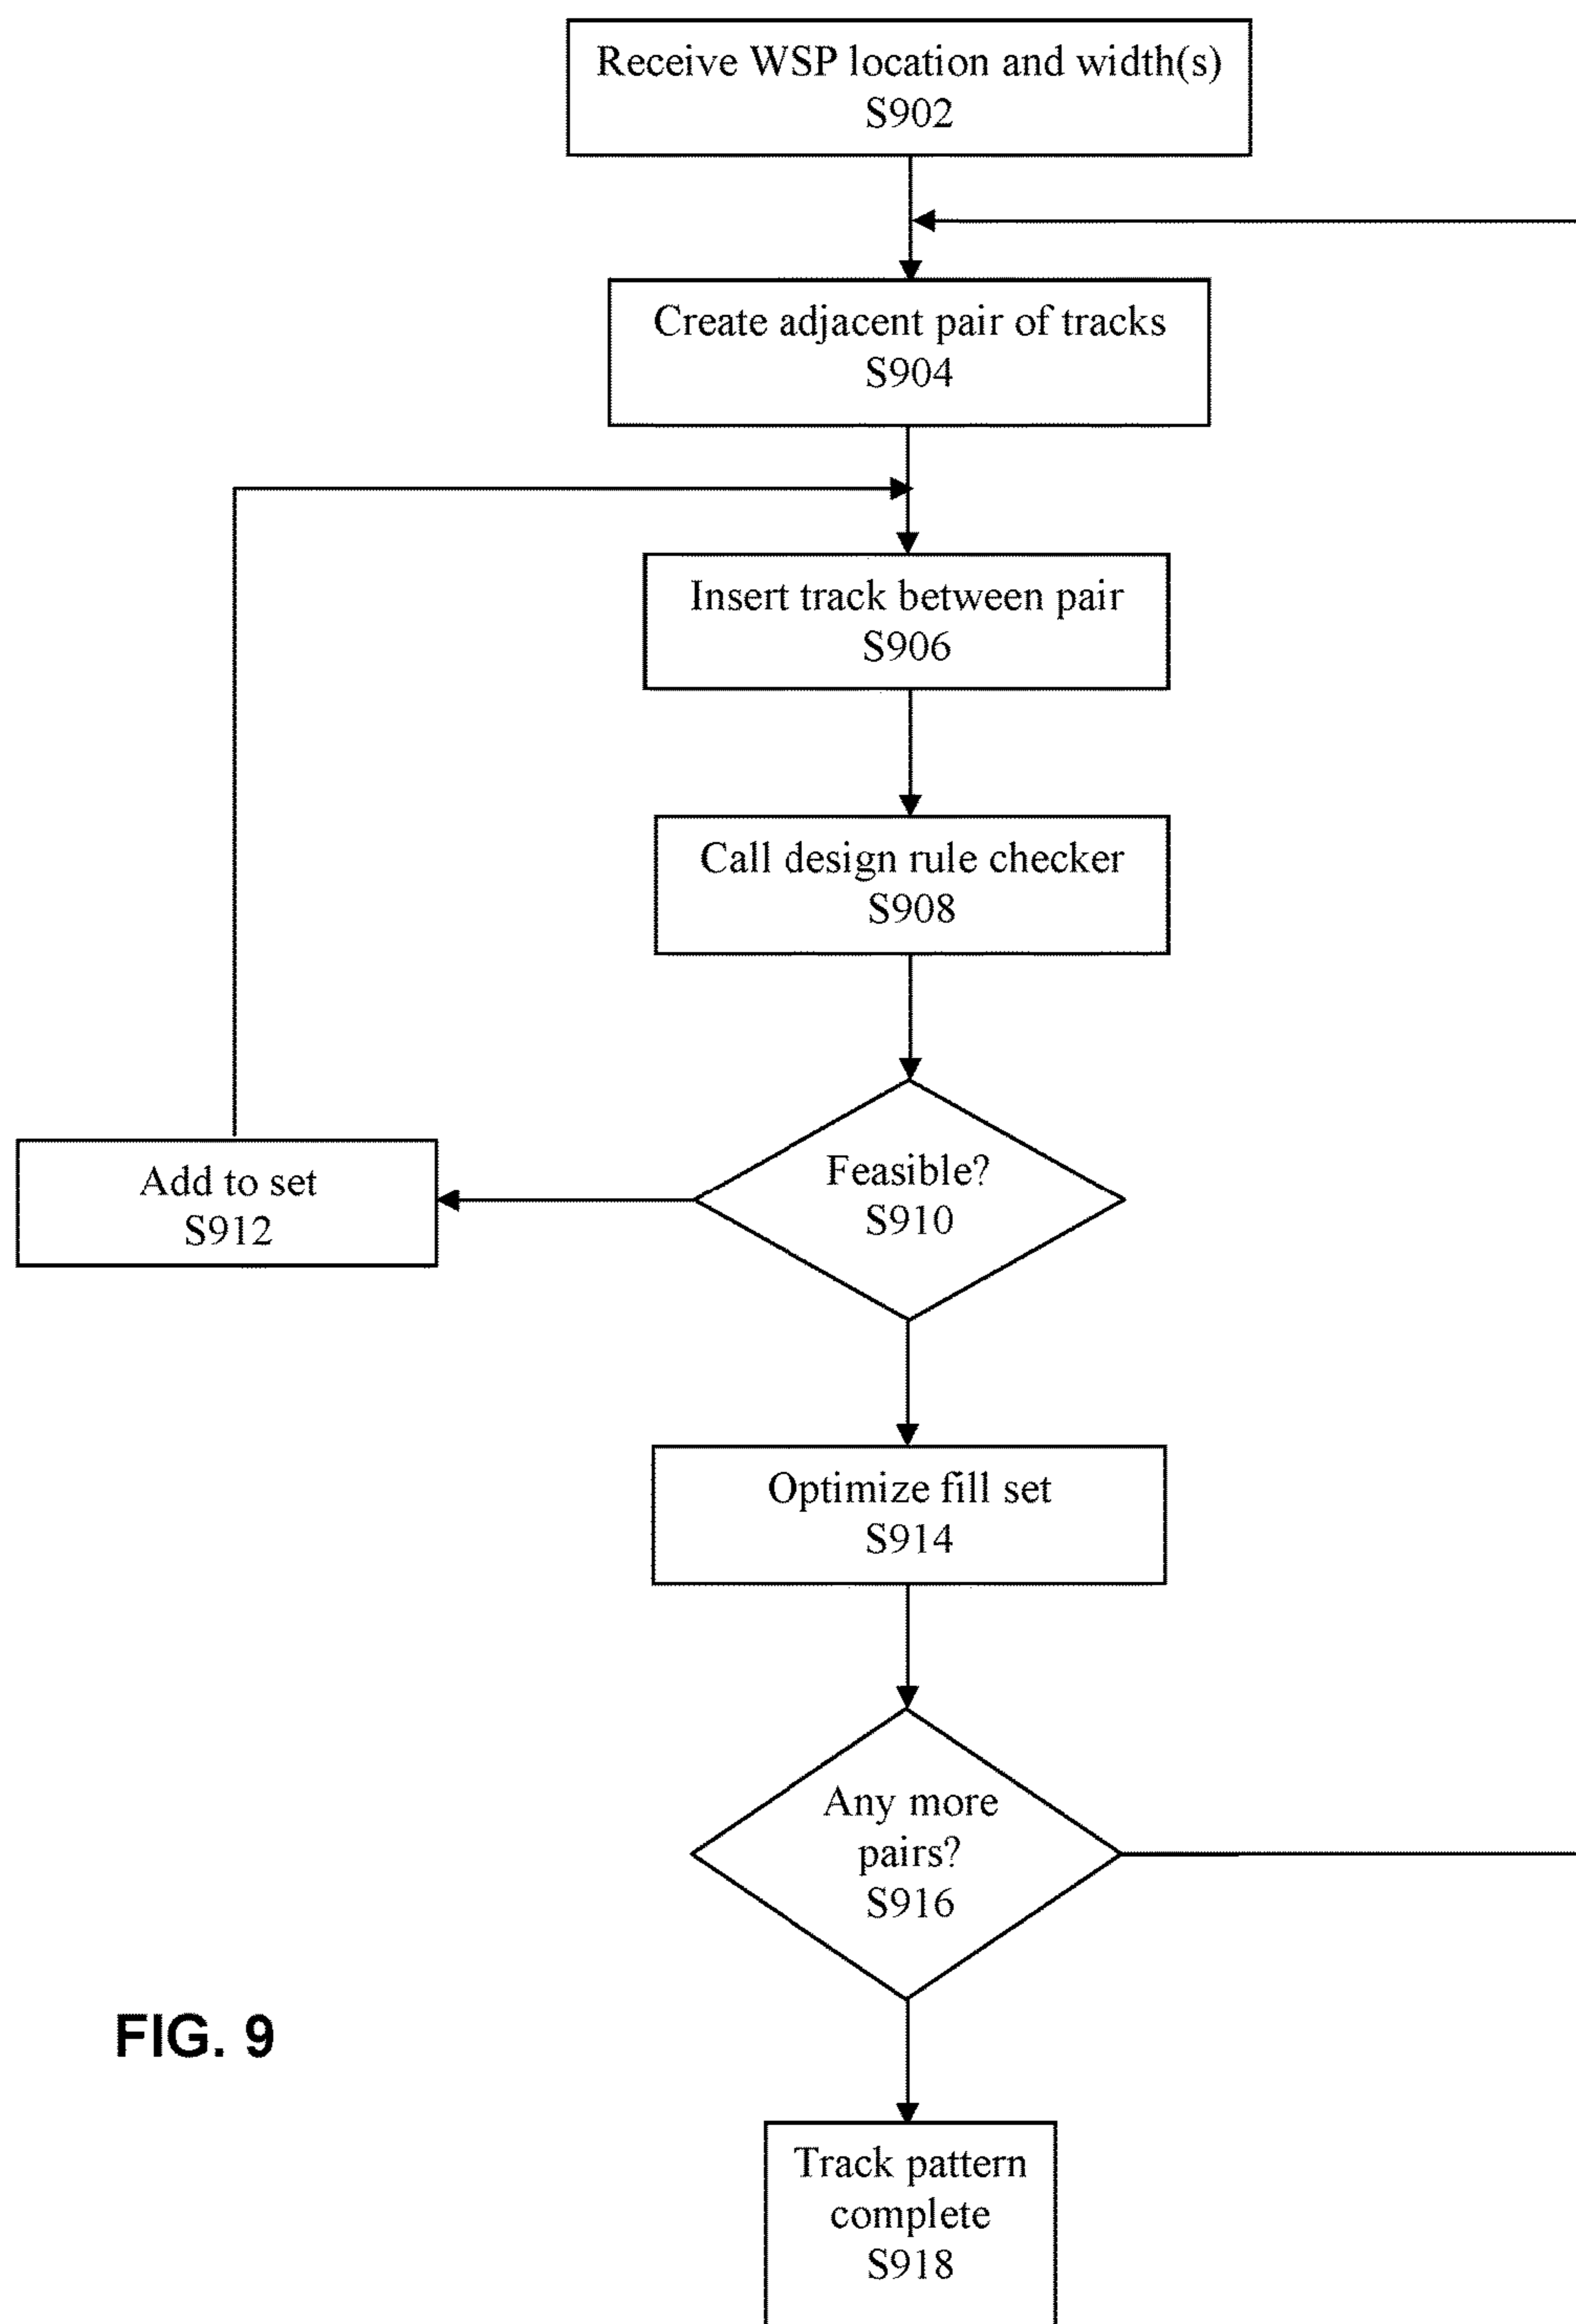 Receive WSP location and width(s)
S902
Create adjacent pair of tracks
S904
Insert track between pair
S906
Call design rule checker
S908
Feasible?
S910
Add to set
S912
Optimize fill set
S914
Any more
pairs?
S916
Track pattern
complete
S918
FIG. 9